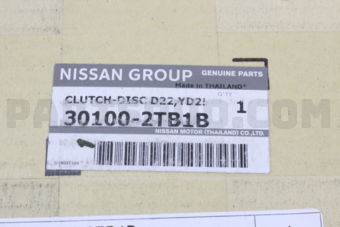 NISSAN GROUP
GENUINE PARTS
Made in THAILAND*
Q'TY
CLUTCH-DISC D22,YD2!
1
30100-2TB1B
NISSAN MOTOR (THAILAND) CO.,LTD.